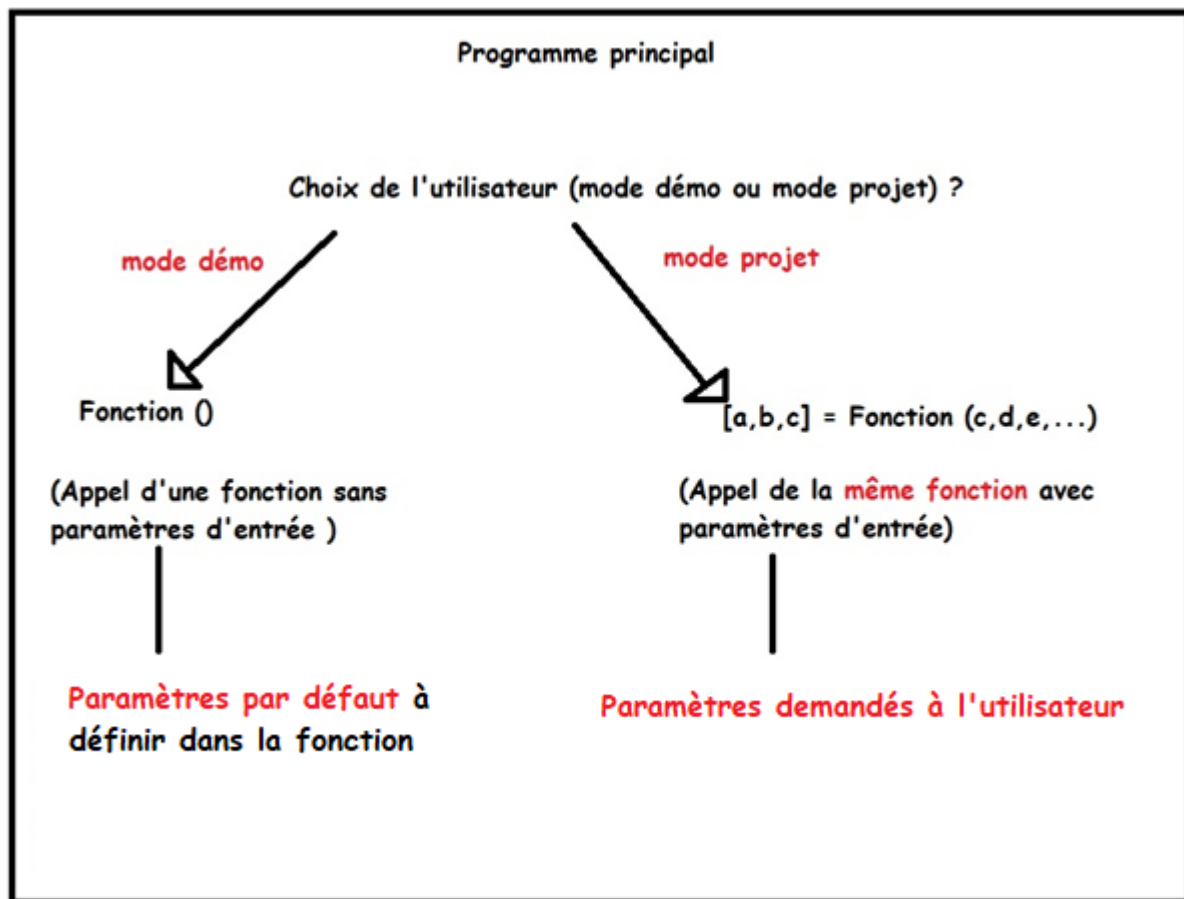 Programme principal
Choix de l'utilisateur (mode démo ou mode projet) ?
mode démo
mode projet
Fonction ()
[a,b,c] = Fonction (c,d,e,...)
(Appel d'une fonction sans
paramètres d'entrée )
(Appel de la même fonction avec
paramètres d'entrée)
Paramètres par défaut à
définir dans la fonction
Paramètres demandés à l'utilisateur